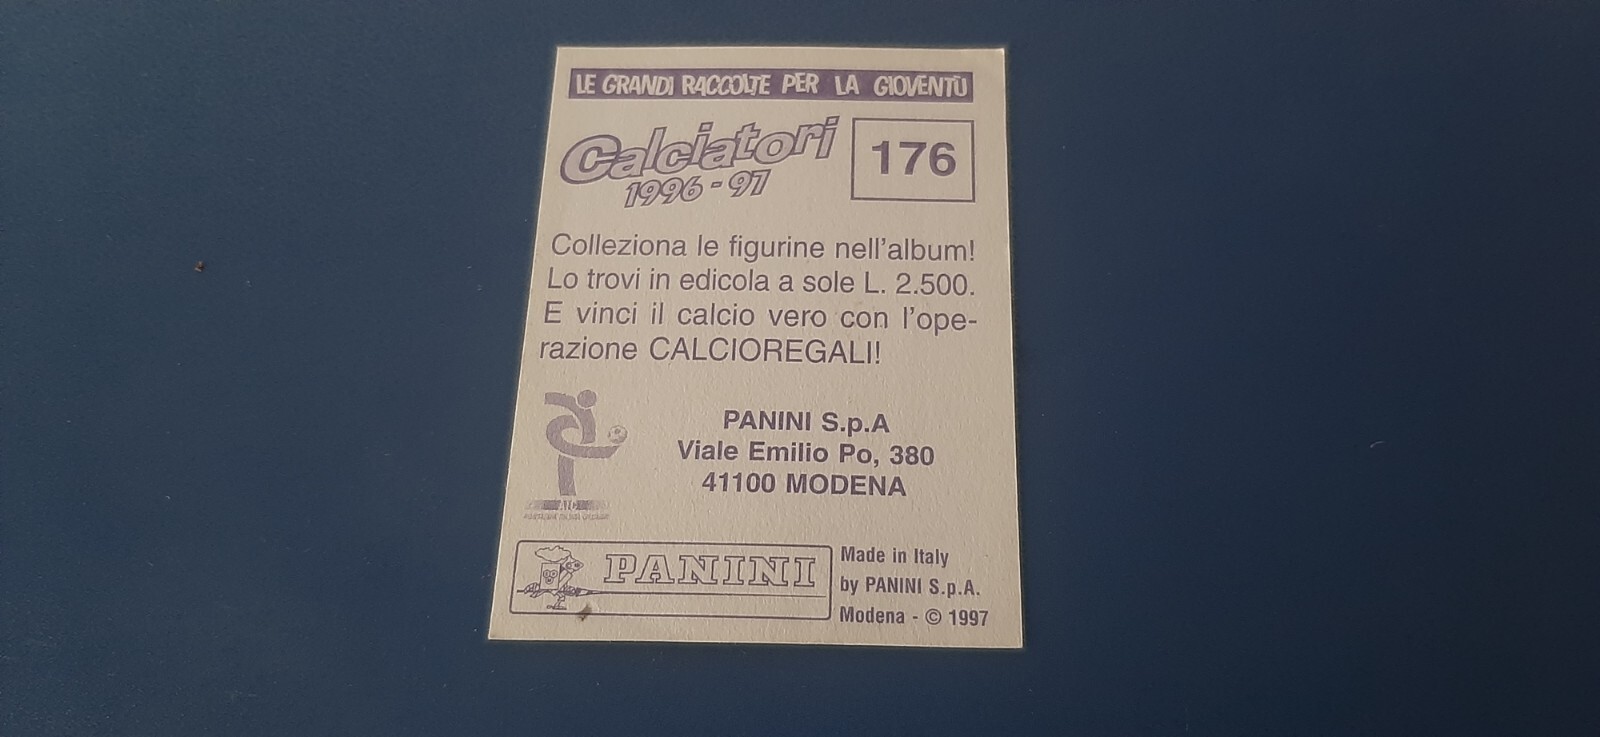 LE GRANDI RACCOLTE PER LA GIOVENTÙ
Calciatori
1996-97
176
Colleziona le figurine nell'album!
Lo trovi in edicola a sole L. 2.500.
E vinci il calcio vero con l'ope-
razione CALCIOREGALI!
PANINI S.p.A
Viale Emilio Po, 380
41100 MODENA
AIC
PANINI
Made in Italy
by PANINI S.p.A.
Modena - © 1997